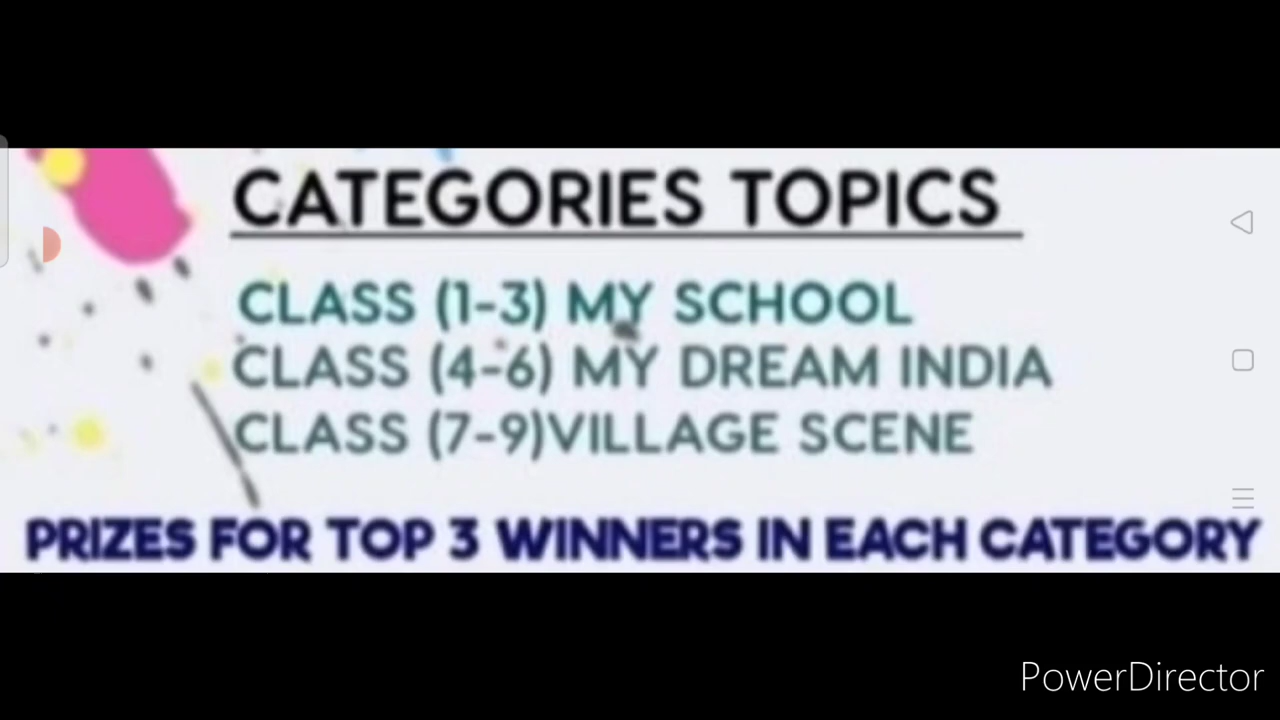 CATEGORIES TOPICS
CLASS (1-3) MY SCHOOL
CLASS (4-6) MY DREAM INDIA
CLASS (7-9)VILLAGE SCENE
PRIZES FOR TOP 3 WINNERS IN EACH CATEGORY
PowerDirector